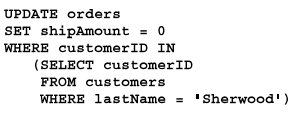 UPDATE orders
SET shipAmount = 0
WHERE customerID IN
(SELECT customerID
FROM customers
WHERE lastName = 'Sherwood')